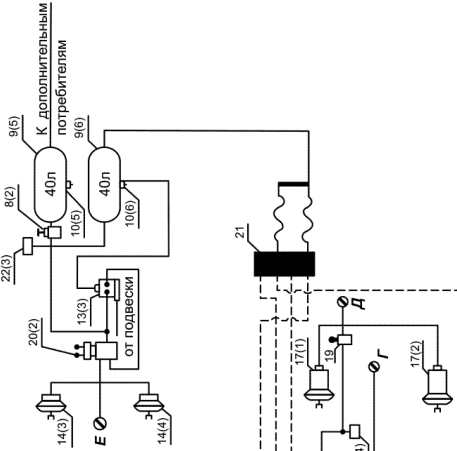 К дополнительным
потребителям
9(5)
9(6)
40л
40л
8(2)
10(5)
10(6)
21
22(3)
13(3)
от подвески
20(2)
Д
17(1)
19
Г
17(2)
14(3)
Е
14(4)
4)